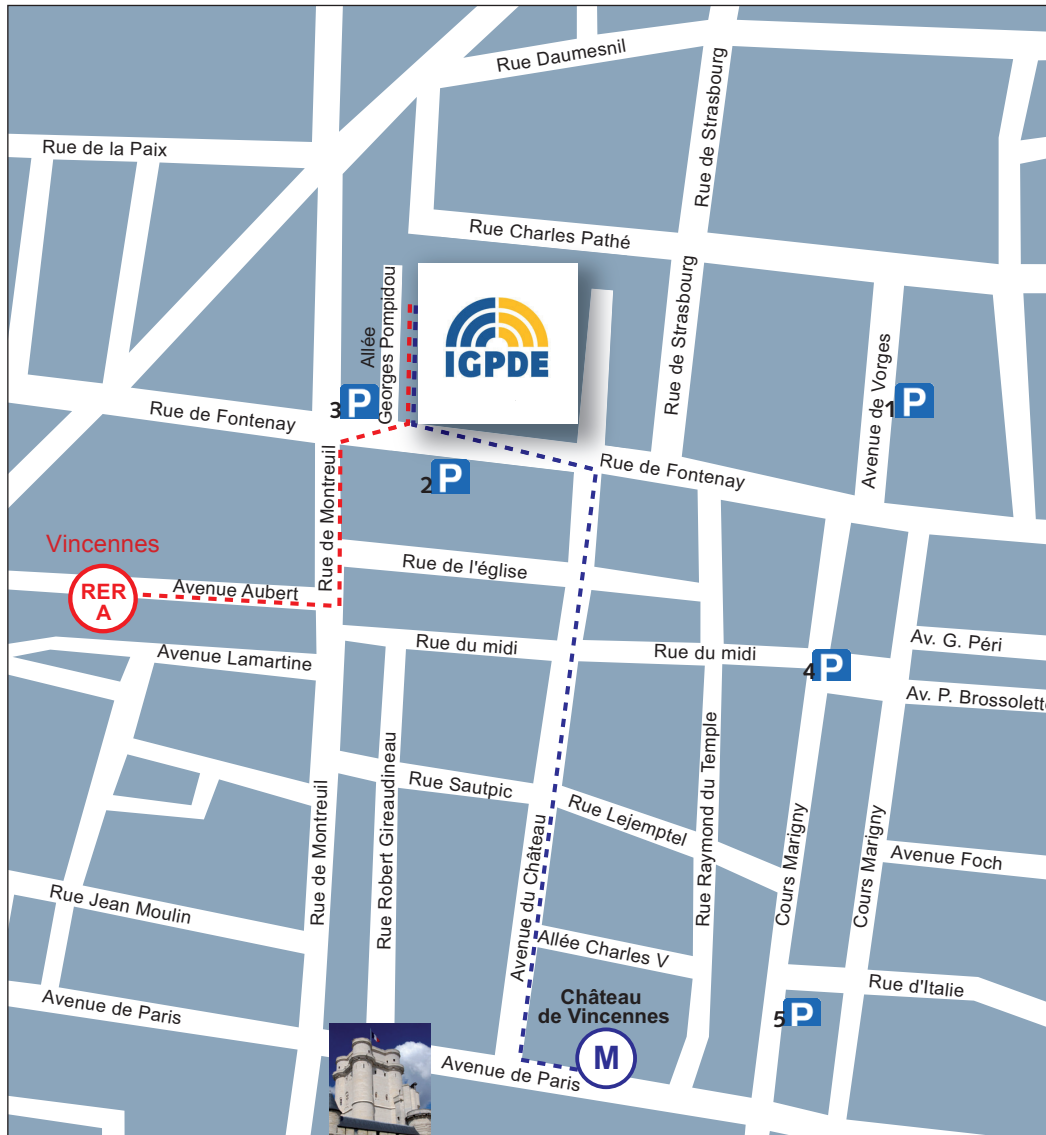 Rue Daumesnil
Rue de Strasbourg
Rue de la Paix
Rue Charles Pathé
Rue de Strasbourg
Allée
Georges Pompidou
IGPDE
Avenue de Vorges
1 P
3 P
Rue de Fontenay
Rue de Fontenay
2 P
Rue de Montreuil
Vincennes
RER
A
Avenue Aubert
Rue de l'église
Avenue Lamartine
Rue du midi
Rue du midi
4 P
Av. G. Péri
Av. P. Brossolette
Rue Sautpic
Rue Lejemptel
Rue Raymond du Temple
Rue de Montreuil
Rue Robert Gireaudineau
Avenue du Château
Cours Marigny
Cours Marigny
Avenue Foch
Rue Jean Moulin
Allée Charles V
Rue d'Italie
Avenue de Paris
Château
de Vincennes
M
5 P
Avenue de Paris